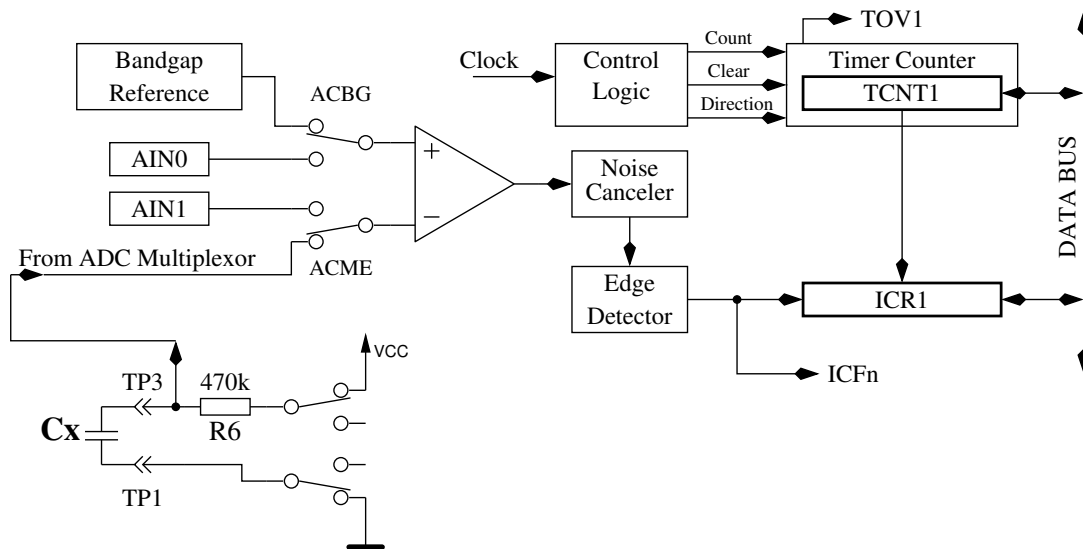 TOV1
Bandgap
Reference
Clock
Control
Logic
Count
Clear
Direction
Timer Counter
TCNT1
ACBG
AIN0
+
Noise
Canceler
AIN1
−
From ADC Multiplexor
ACME
DATA BUS
Edge
Detector
ICR1
VCC
ICFn
TP3
470k
Cx
R6
TP1